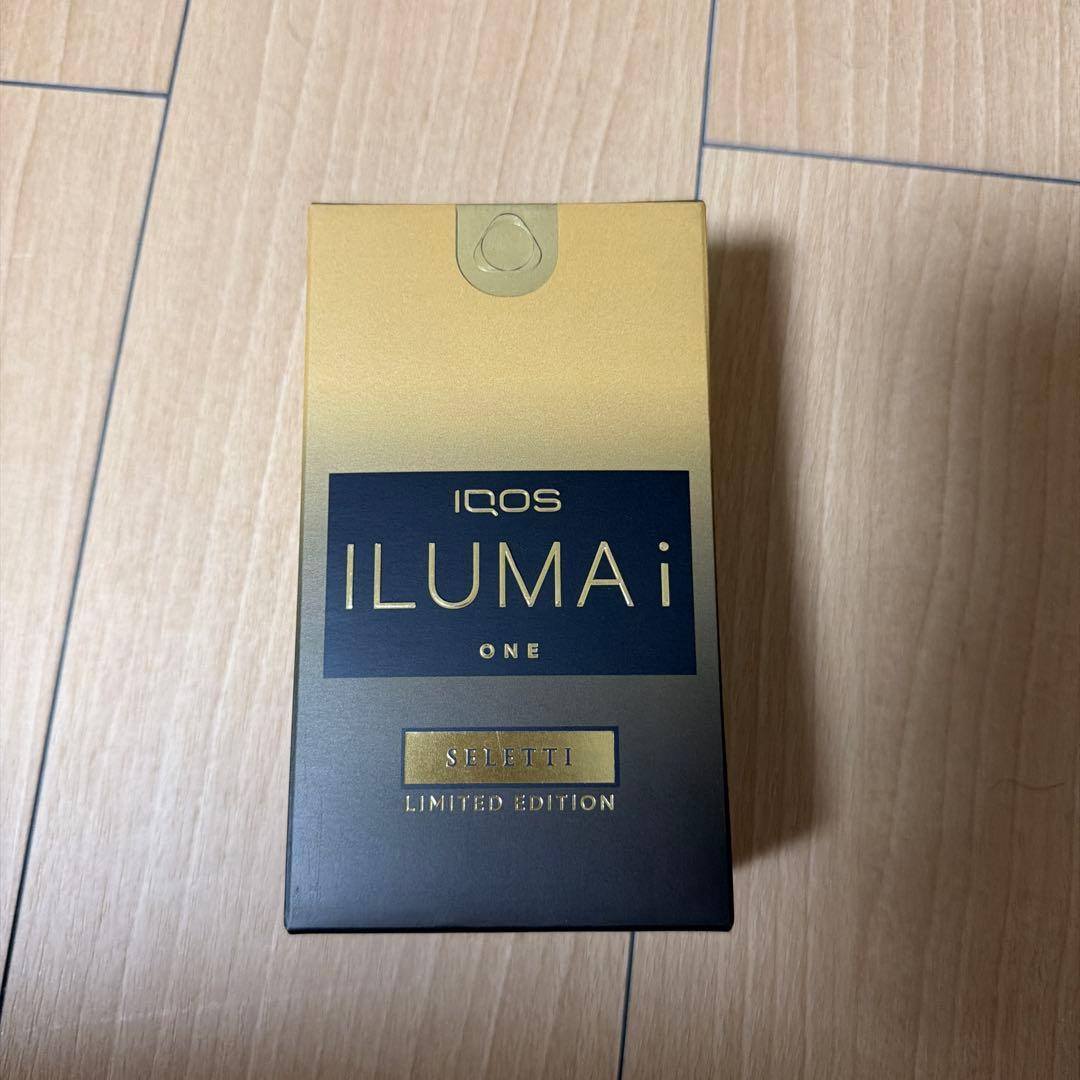 IQOS
ILUMA i
ONE
SELETTI
LIMITED EDITION